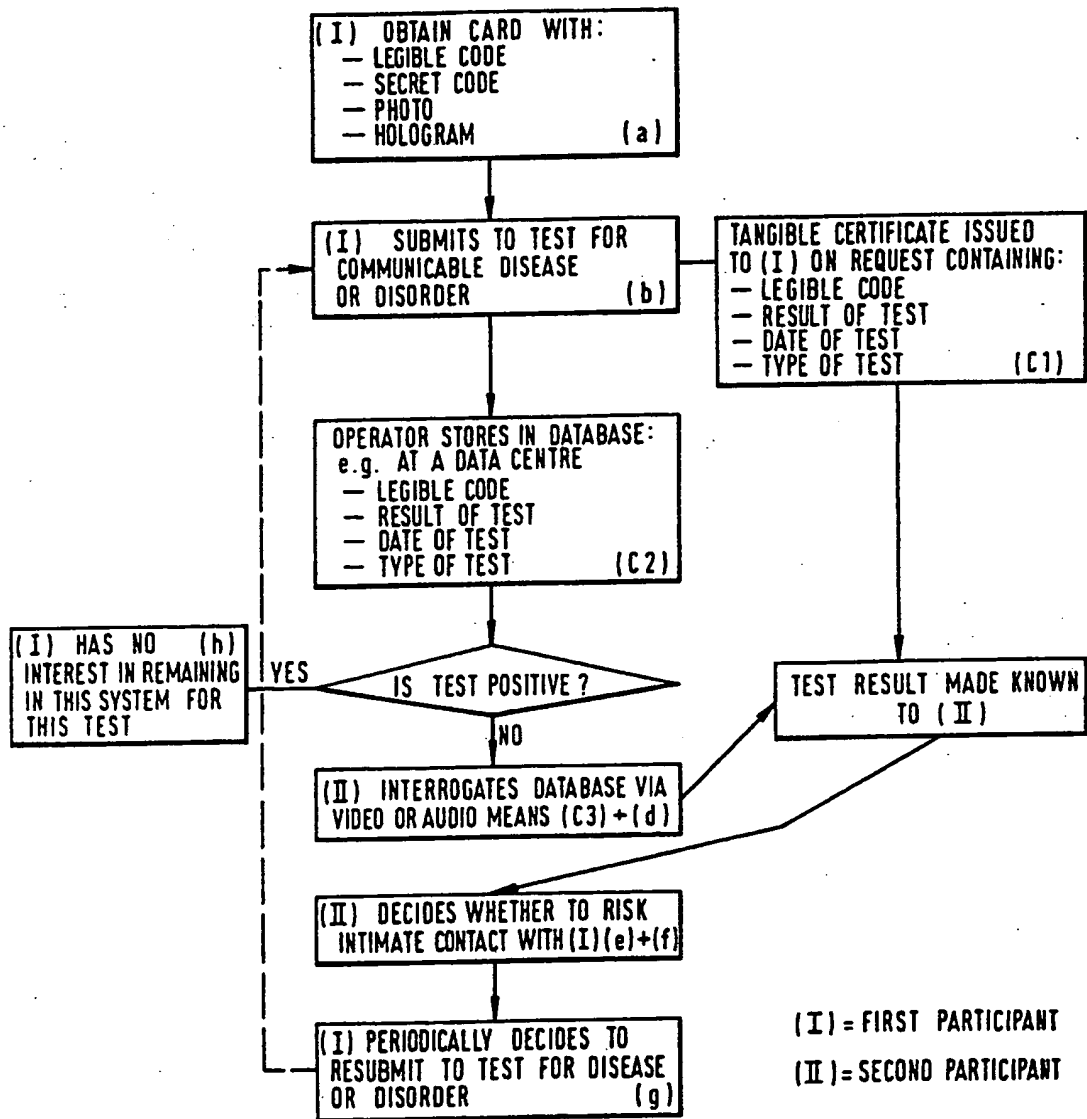 (I) OBTAIN CARD WITH:
— LEGIBLE CODE
— SECRET CODE
— PHOTO
— HOLOGRAM (a)
(I) SUBMITS TO TEST FOR
COMMUNICABLE DISEASE
OR DISORDER (b)
TANGIBLE CERTIFICATE ISSUED
TO (I) ON REQUEST CONTAINING:
— LEGIBLE CODE
— RESULT OF TEST
— DATE OF TEST
— TYPE OF TEST (C1)
OPERATOR STORES IN DATABASE:
e.g. AT A DATA CENTRE
— LEGIBLE CODE
— RESULT OF TEST
— DATE OF TEST
— TYPE OF TEST (C2)
(I) HAS NO (h)
INTEREST IN REMAINING
IN THIS SYSTEM FOR
THIS TEST
YES
IS TEST POSITIVE ?
NO
TEST RESULT MADE KNOWN
TO (II)
(II) INTERROGATES DATABASE VIA
VIDEO OR AUDIO MEANS (C3)+(d)
(II) DECIDES WHETHER TO RISK
INTIMATE CONTACT WITH (I)(e)+(f)
(I) PERIODICALLY DECIDES TO
RESUBMIT TO TEST FOR DISEASE
OR DISORDER (g)
(I) = FIRST PARTICIPANT
(II) = SECOND PARTICIPANT